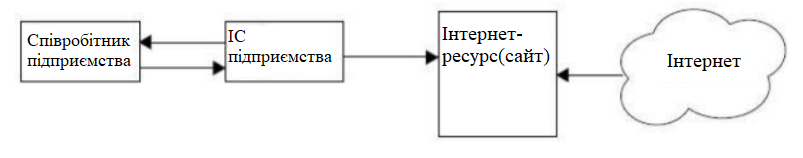 Співробітник
підприємства
ІС
підприємства
Інтернет-
ресурс(сайт)
Інтернет